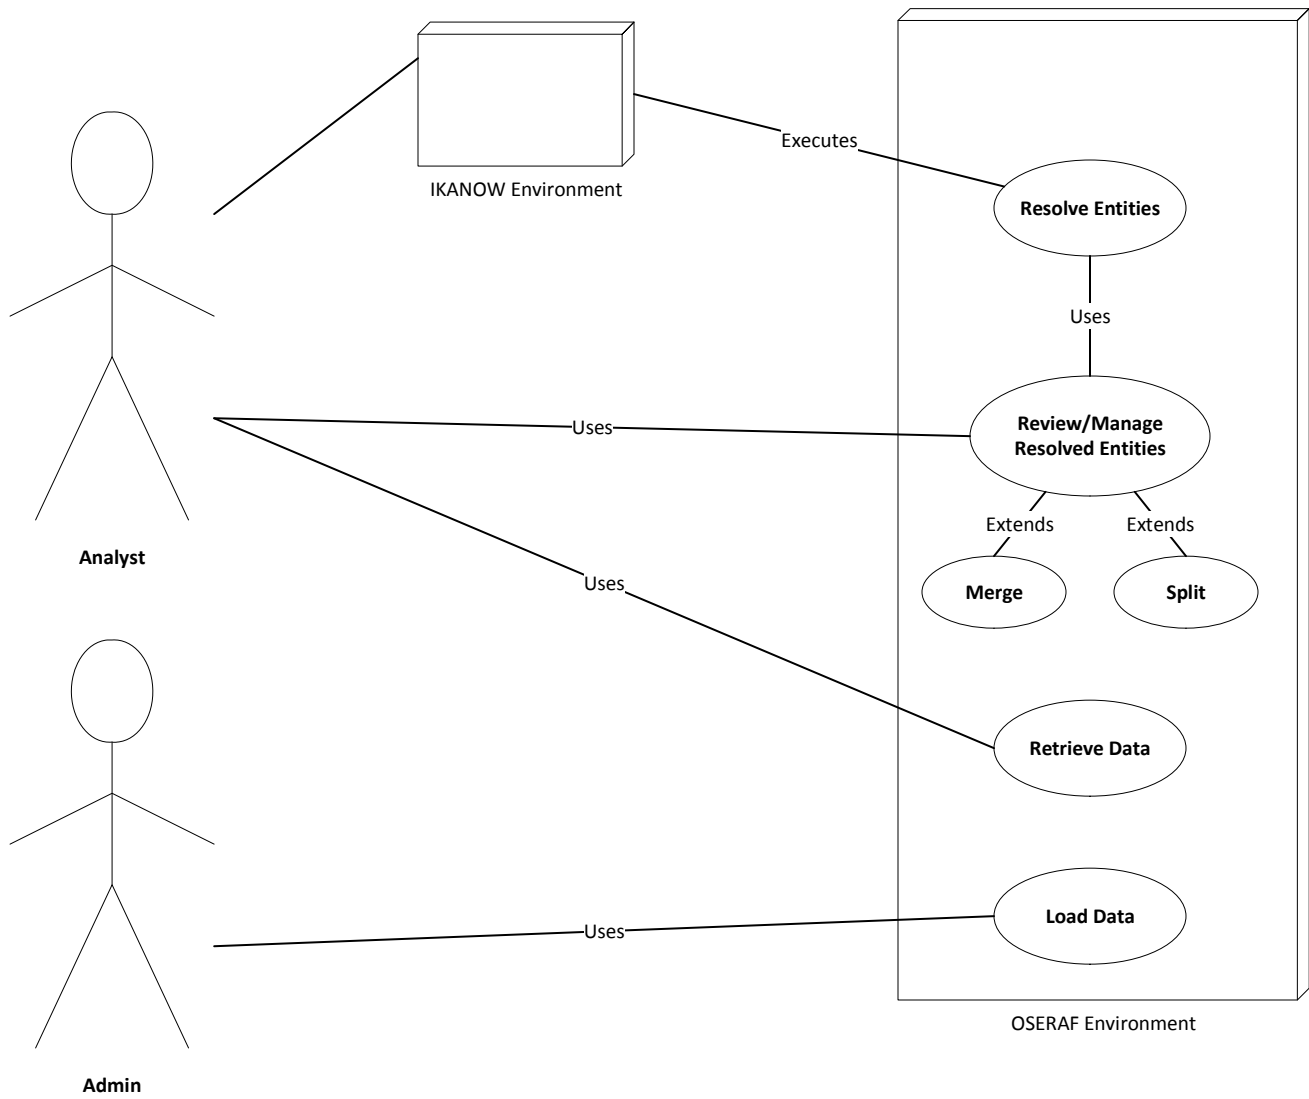 Executes
IKANOW Environment
Resolve Entities
Uses
Review/Manage
Resolved Entities
Uses
Extends
Extends
Analyst
Uses
Merge
Split
Retrieve Data
Load Data
Uses
OSERAF Environment
Admin